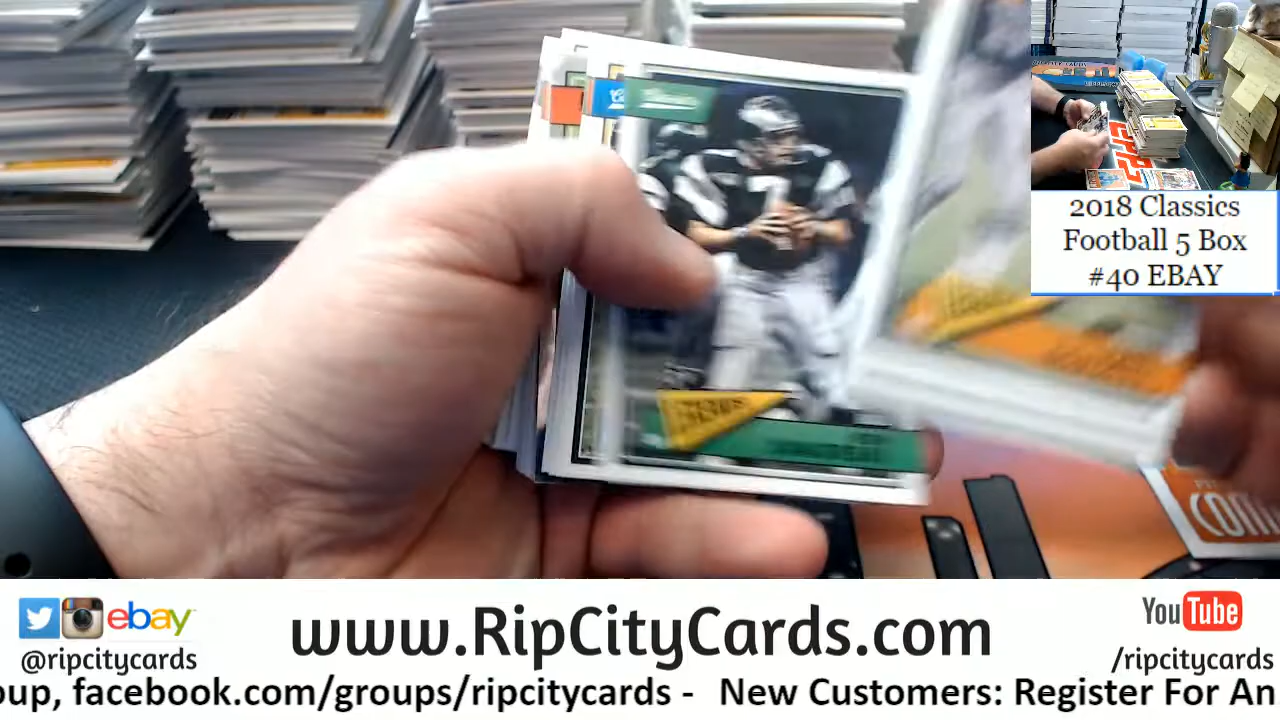 2018 Classics
Football 5 Box
#40 EBAY
7
ebay
@ripcitycards
www.RipCityCards.com
YouTube
/ripcitycards
oup, facebook.com/groups/ripcitycards - New Customers: Register For An